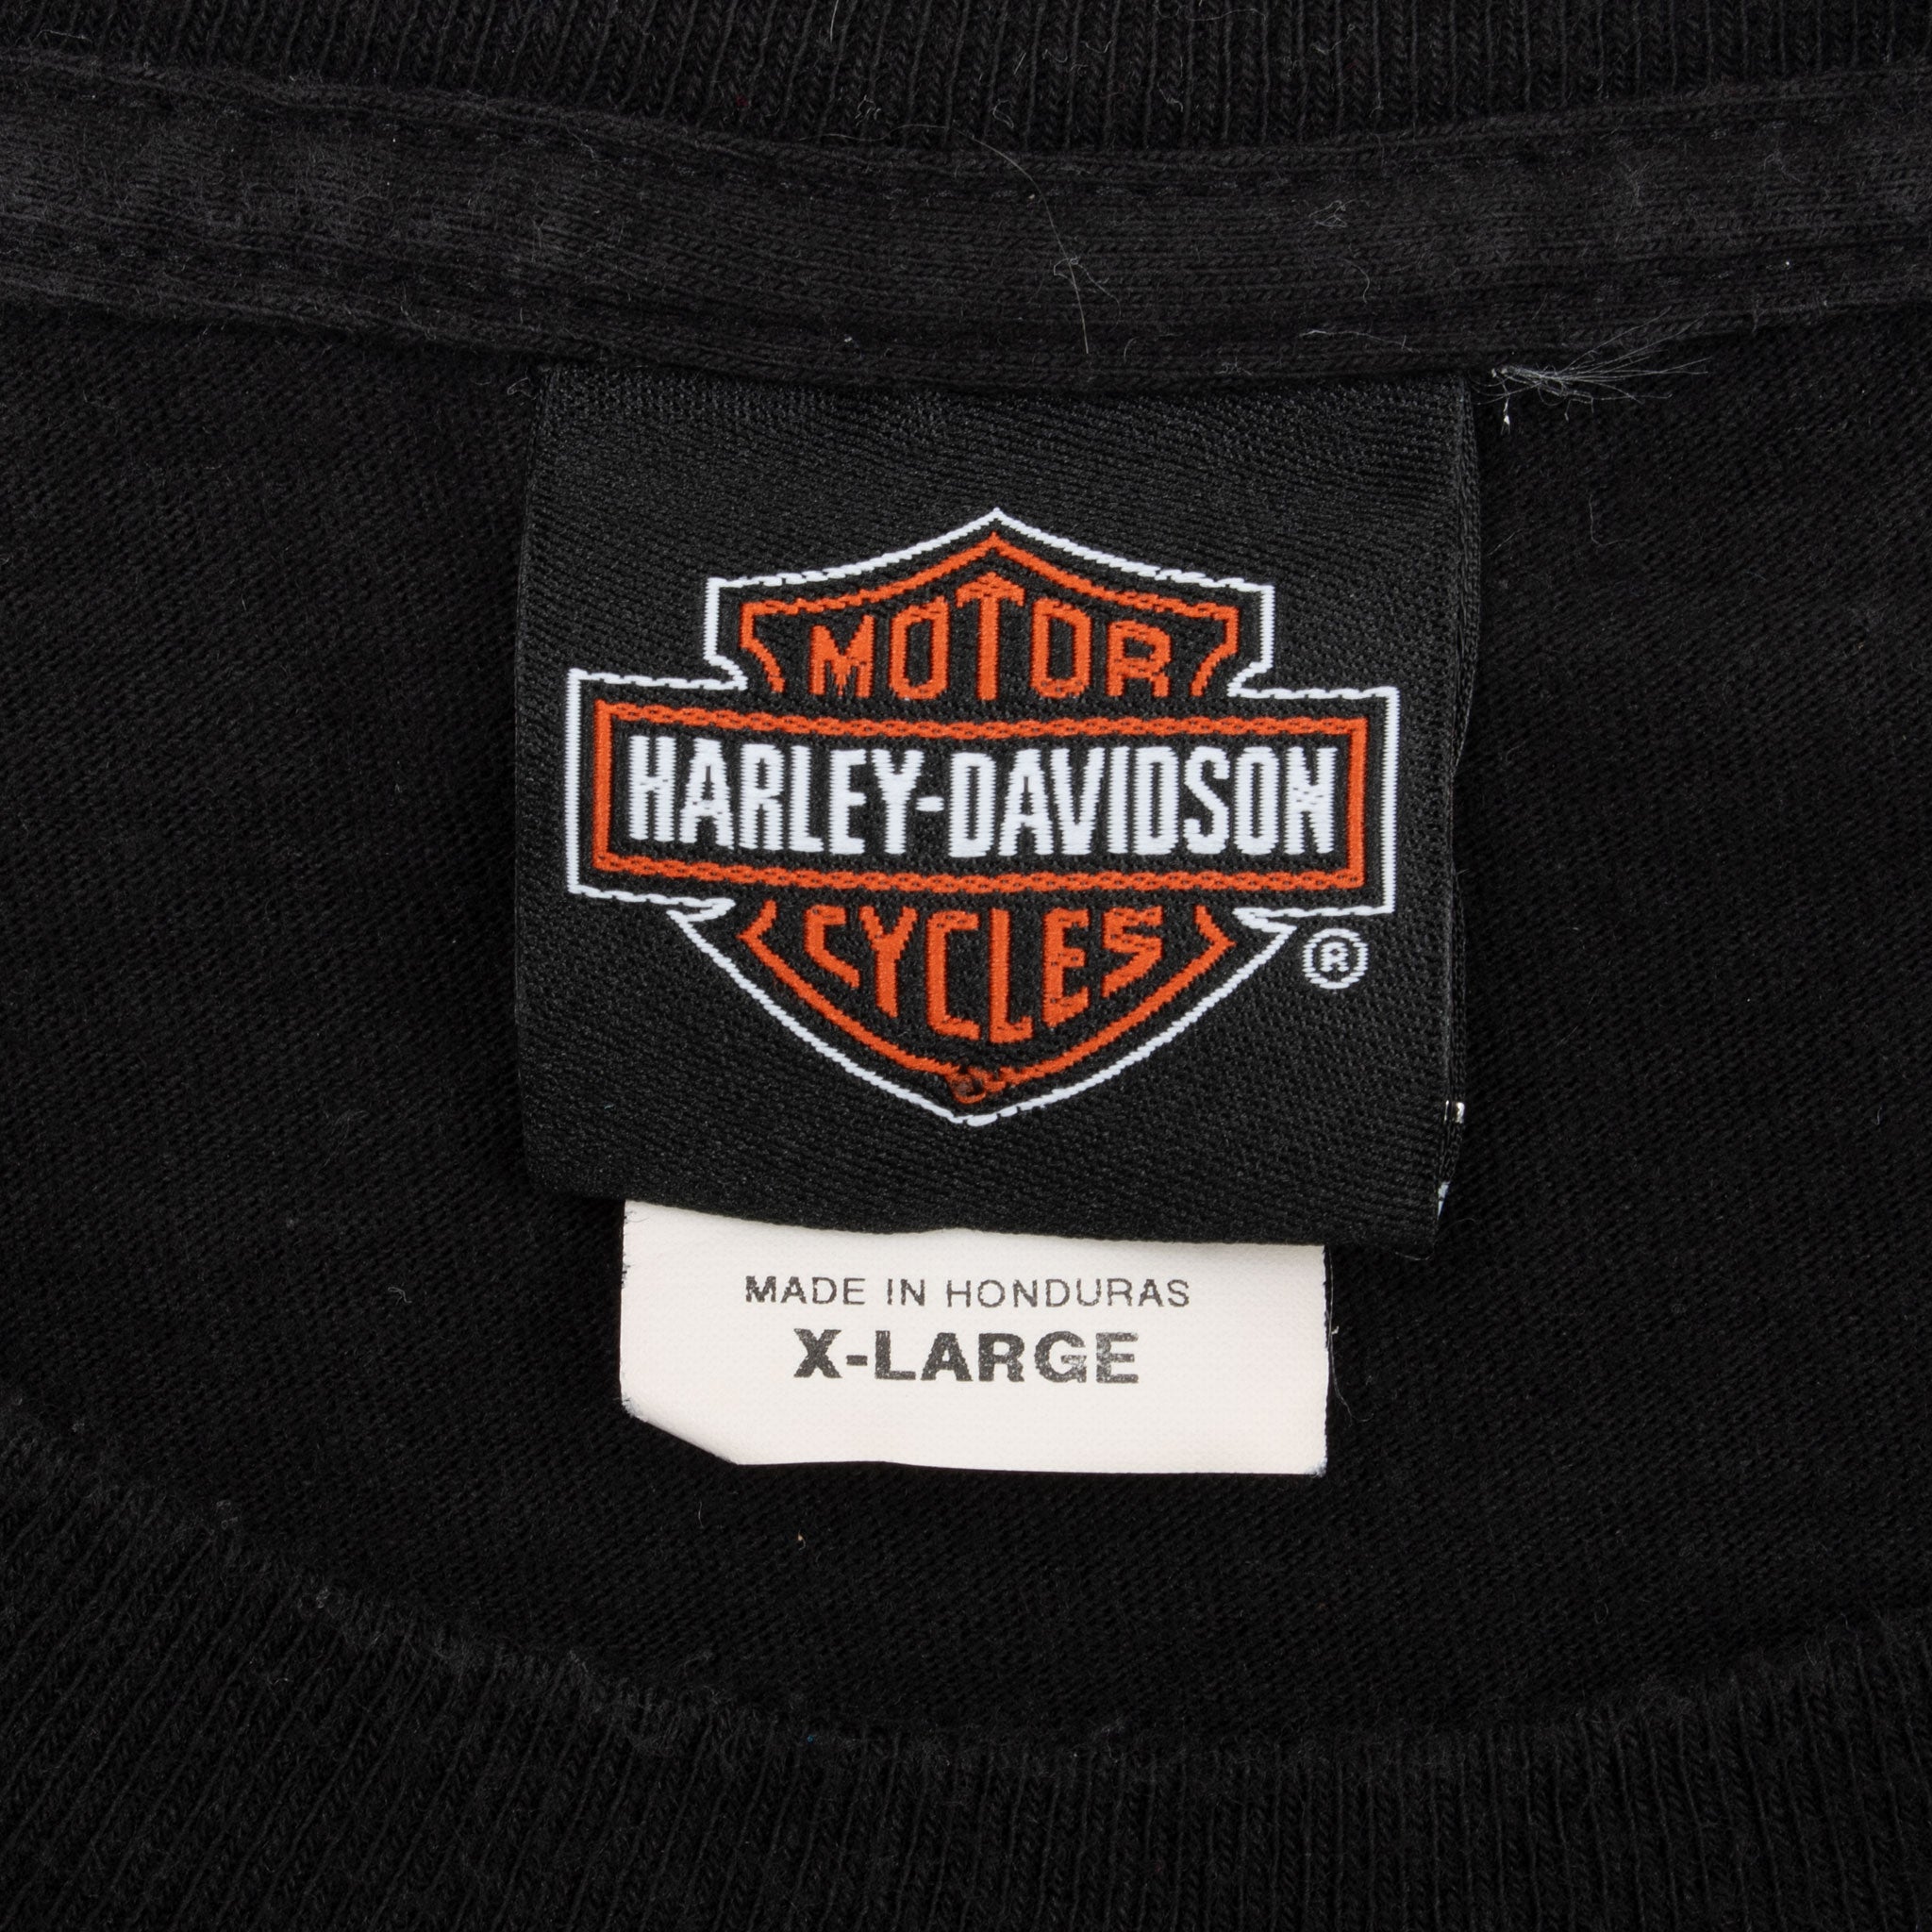 MOTOR
HARLEY-DAVIDSON
CYCLES
®
MADE IN HONDURAS
X-LARGE